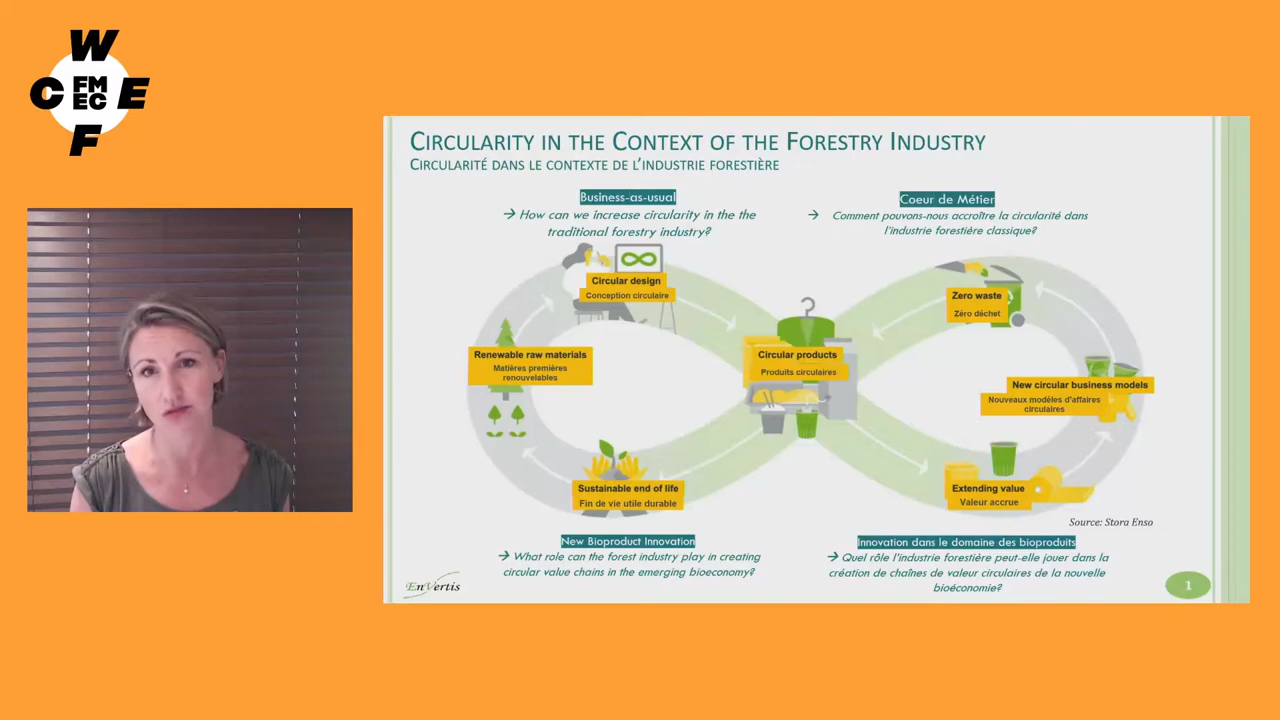 W
C FM E
EC
F
CIRCULARITY IN THE CONTEXT OF THE FORESTRY INDUSTRY
CIRCULARITÉ DANS LE CONTEXTE DE L'INDUSTRIE FORESTIÈRE
Business-as-usual
→ How can we increase circularity in the the
traditional forestry industry?
Coeur de Métier
→ Comment pouvons-nous accroître la circularité dans
l'industrie forestière classique?
Circular design
Conception circulaire
Zero waste
Zéro déchet
Renewable raw materials
Matières premières
renouvelables
Circular products
Produits circulaires
New circular business models
Nouveaux modèles d'affaires
circulaires
Sustainable end of life
Fin de vie utile durable
Extending value
Valeur accrue
Source: Stora Enso
New Bioproduct Innovation
→ What role can the forest industry play in creating
circular value chains in the emerging bioeconomy?
Innovation dans le domaine des bioproduits
→ Quel rôle l'industrie forestière peut-elle jouer dans la
création de chaînes de valeur circulaires de la nouvelle
bioéconomie?
EnVertis
1